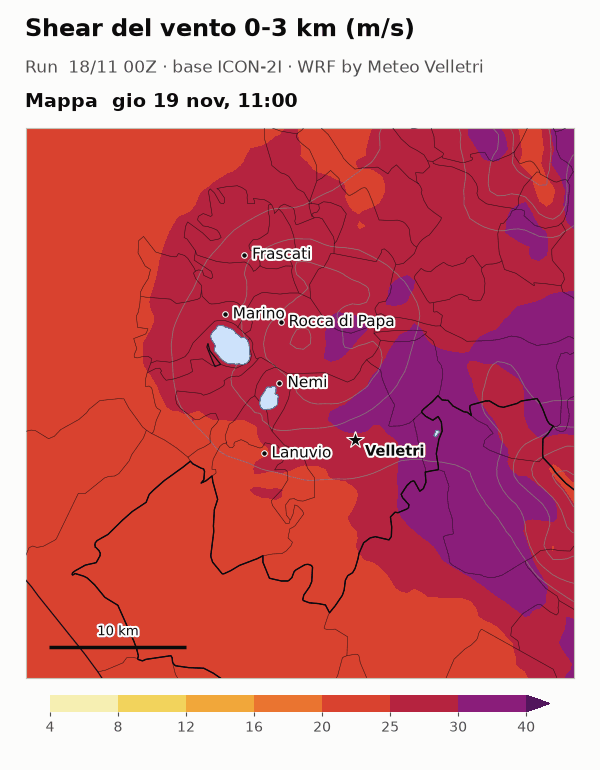 Shear del vento 0-3 km (m/s)
Run  18/11 00Z · base ICON-2I · WRF by Meteo Velletri
Mappa  gio 19 nov, 11:00
Frascati
Marino
Rocca di Papa
Nemi
Velletri
Lanuvio
10 km
4 8 12 16 20 25 30 40